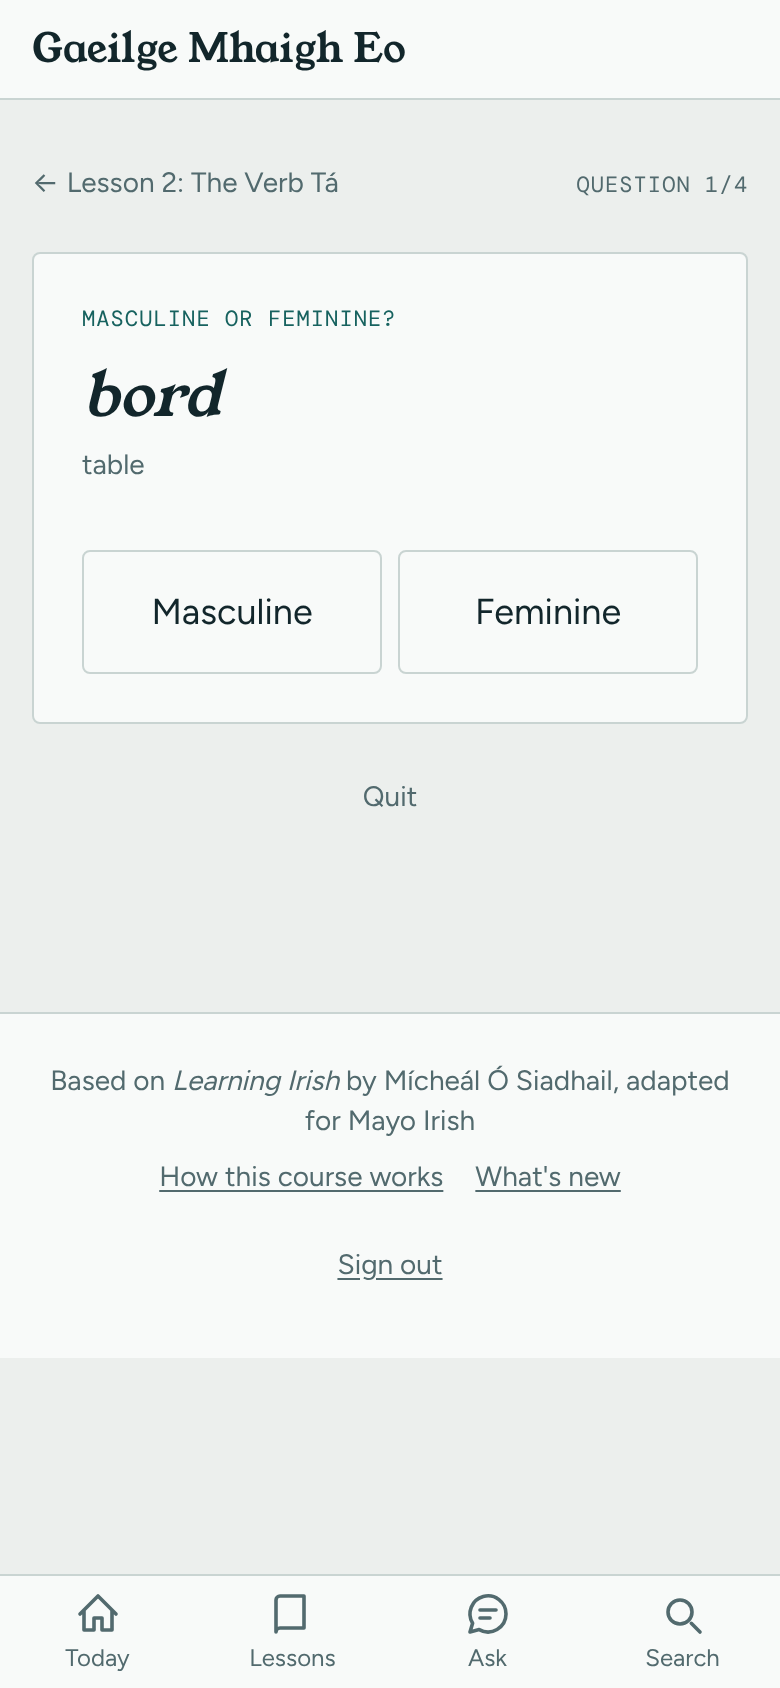 Gaeilge Mhaigh Eo
← Lesson 2: The Verb Tá
QUESTION 1/4
MASCULINE OR FEMININE?
bord
table
Masculine
Feminine
Quit
Based on Learning Irish by Mícheál Ó Siadhail, adapted
for Mayo Irish
How this course works What's new
Sign out
Today
Lessons
Ask
Search